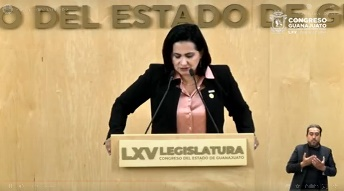 O DEL ESTADO DE G
CONGRESO
GUANAJUATO
LXV LEGISLATURA
CONGRESO DEL ESTADO DE GUANAJUATO